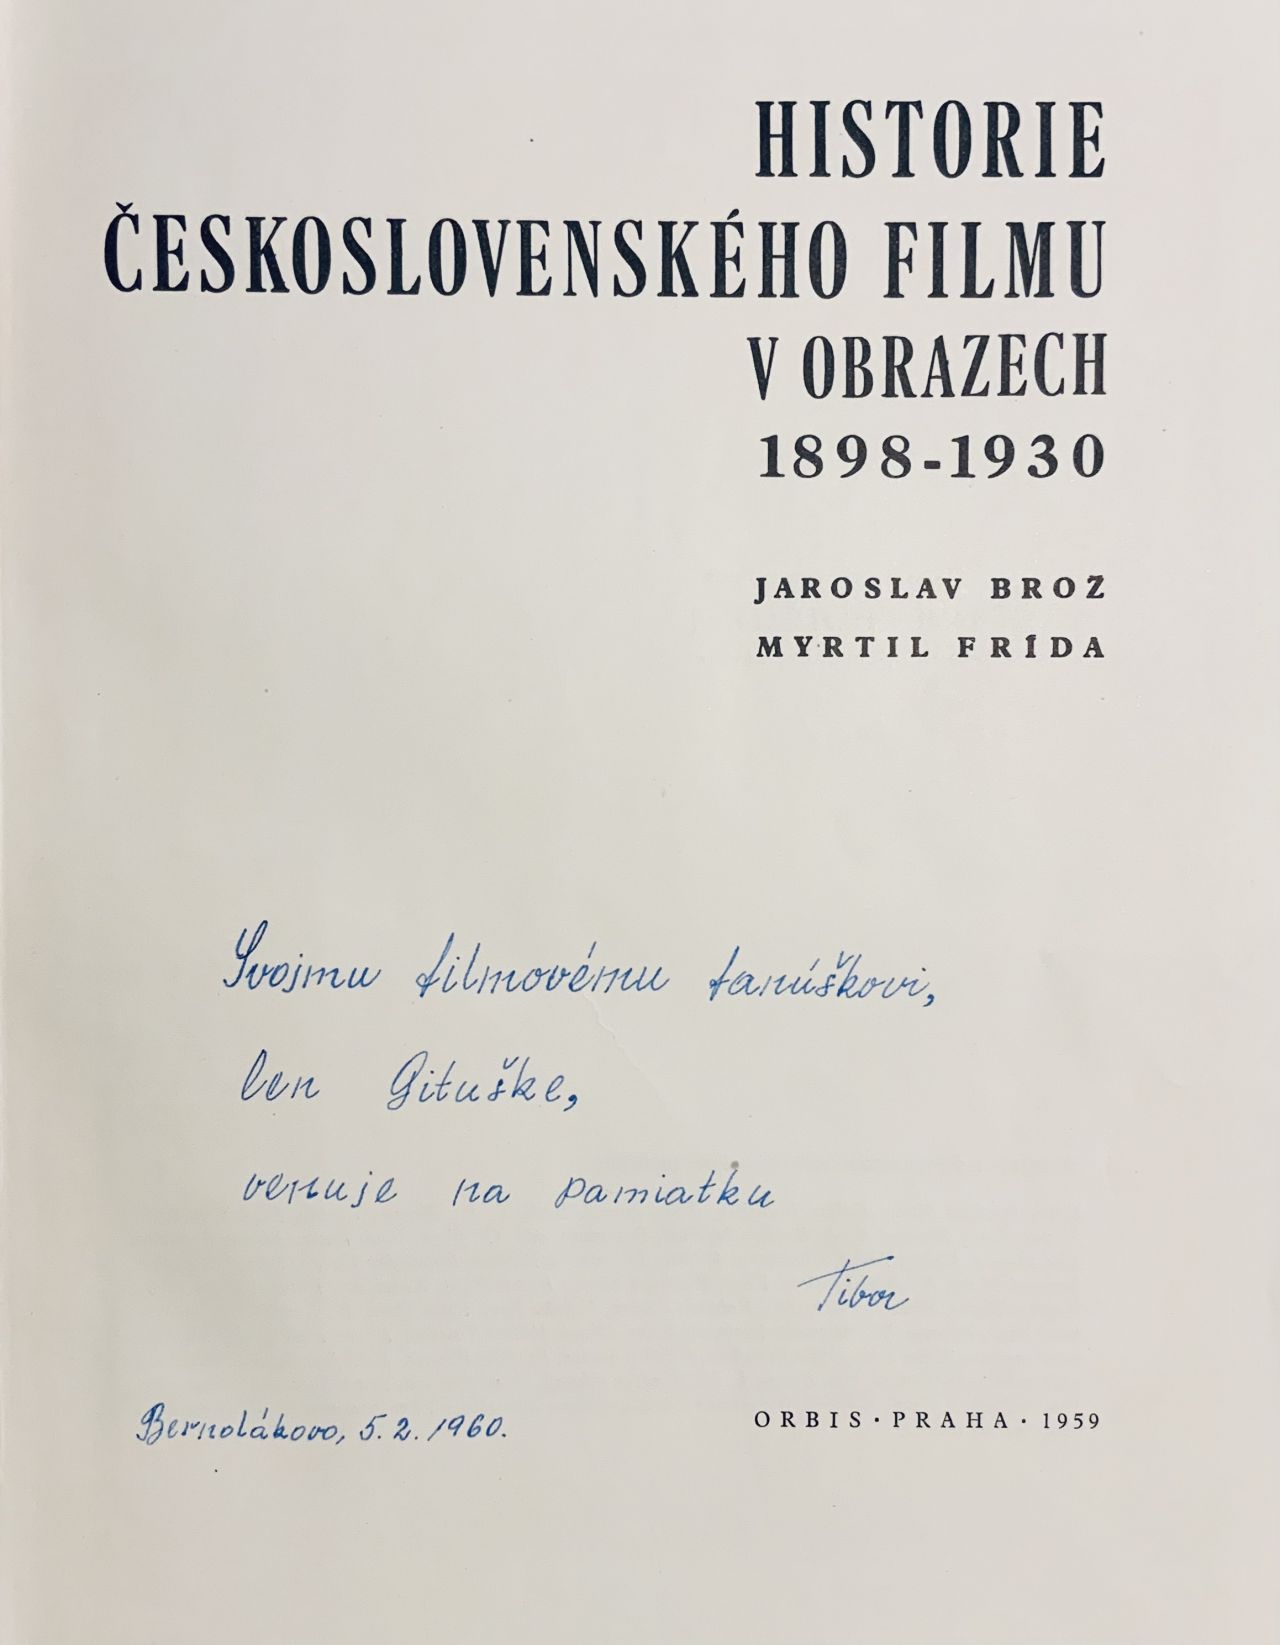 HISTORIE
ČESKOSLOVENSKÉHO FILMU
V OBRAZECH
1898-1930
JAROSLAV BROŽ
MYRTIL FRÍDA
Svojmu filmovému fanúškovi,
len Gituške,
venuje na pamiatku
Tibor
Bernolákovo, 5. 2. 1960.
ORBIS · PRAHA · 1959